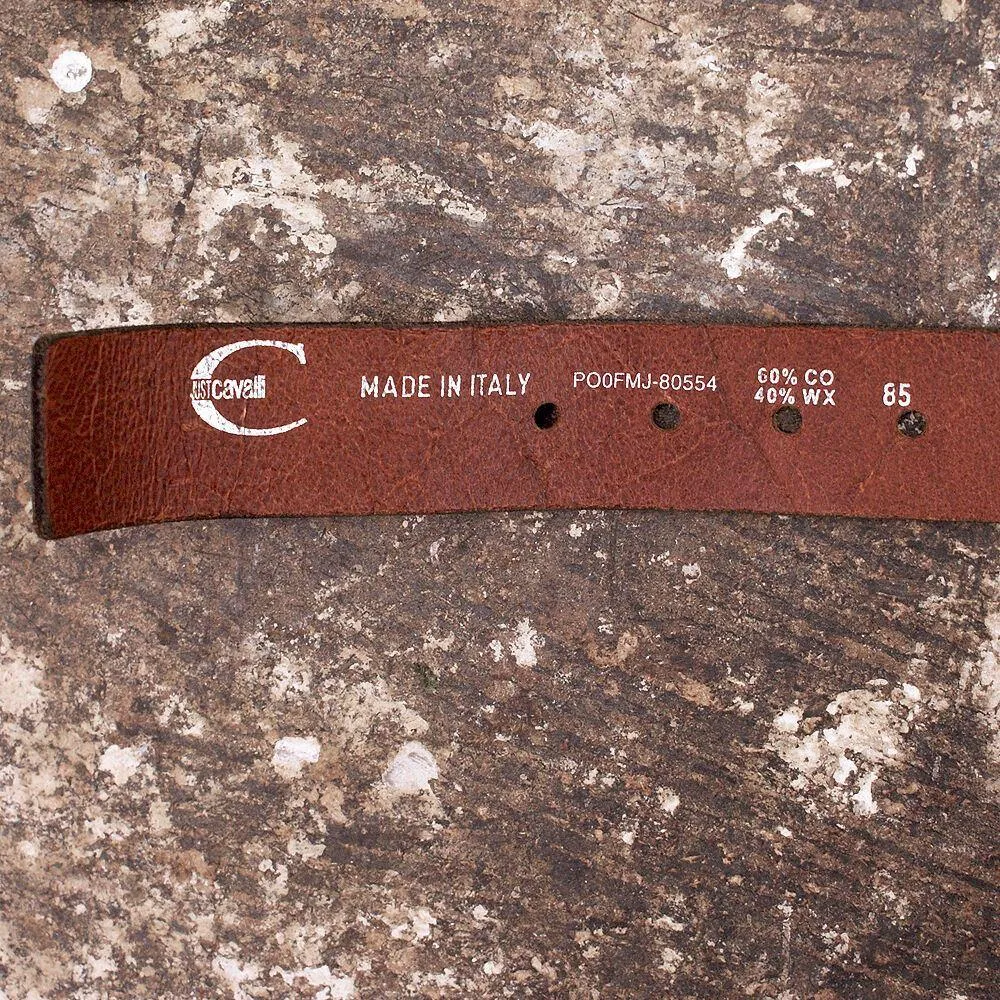 JUST cavalli
MADE IN ITALY
PO0FMJ-80554
60% CO
40% WX
85